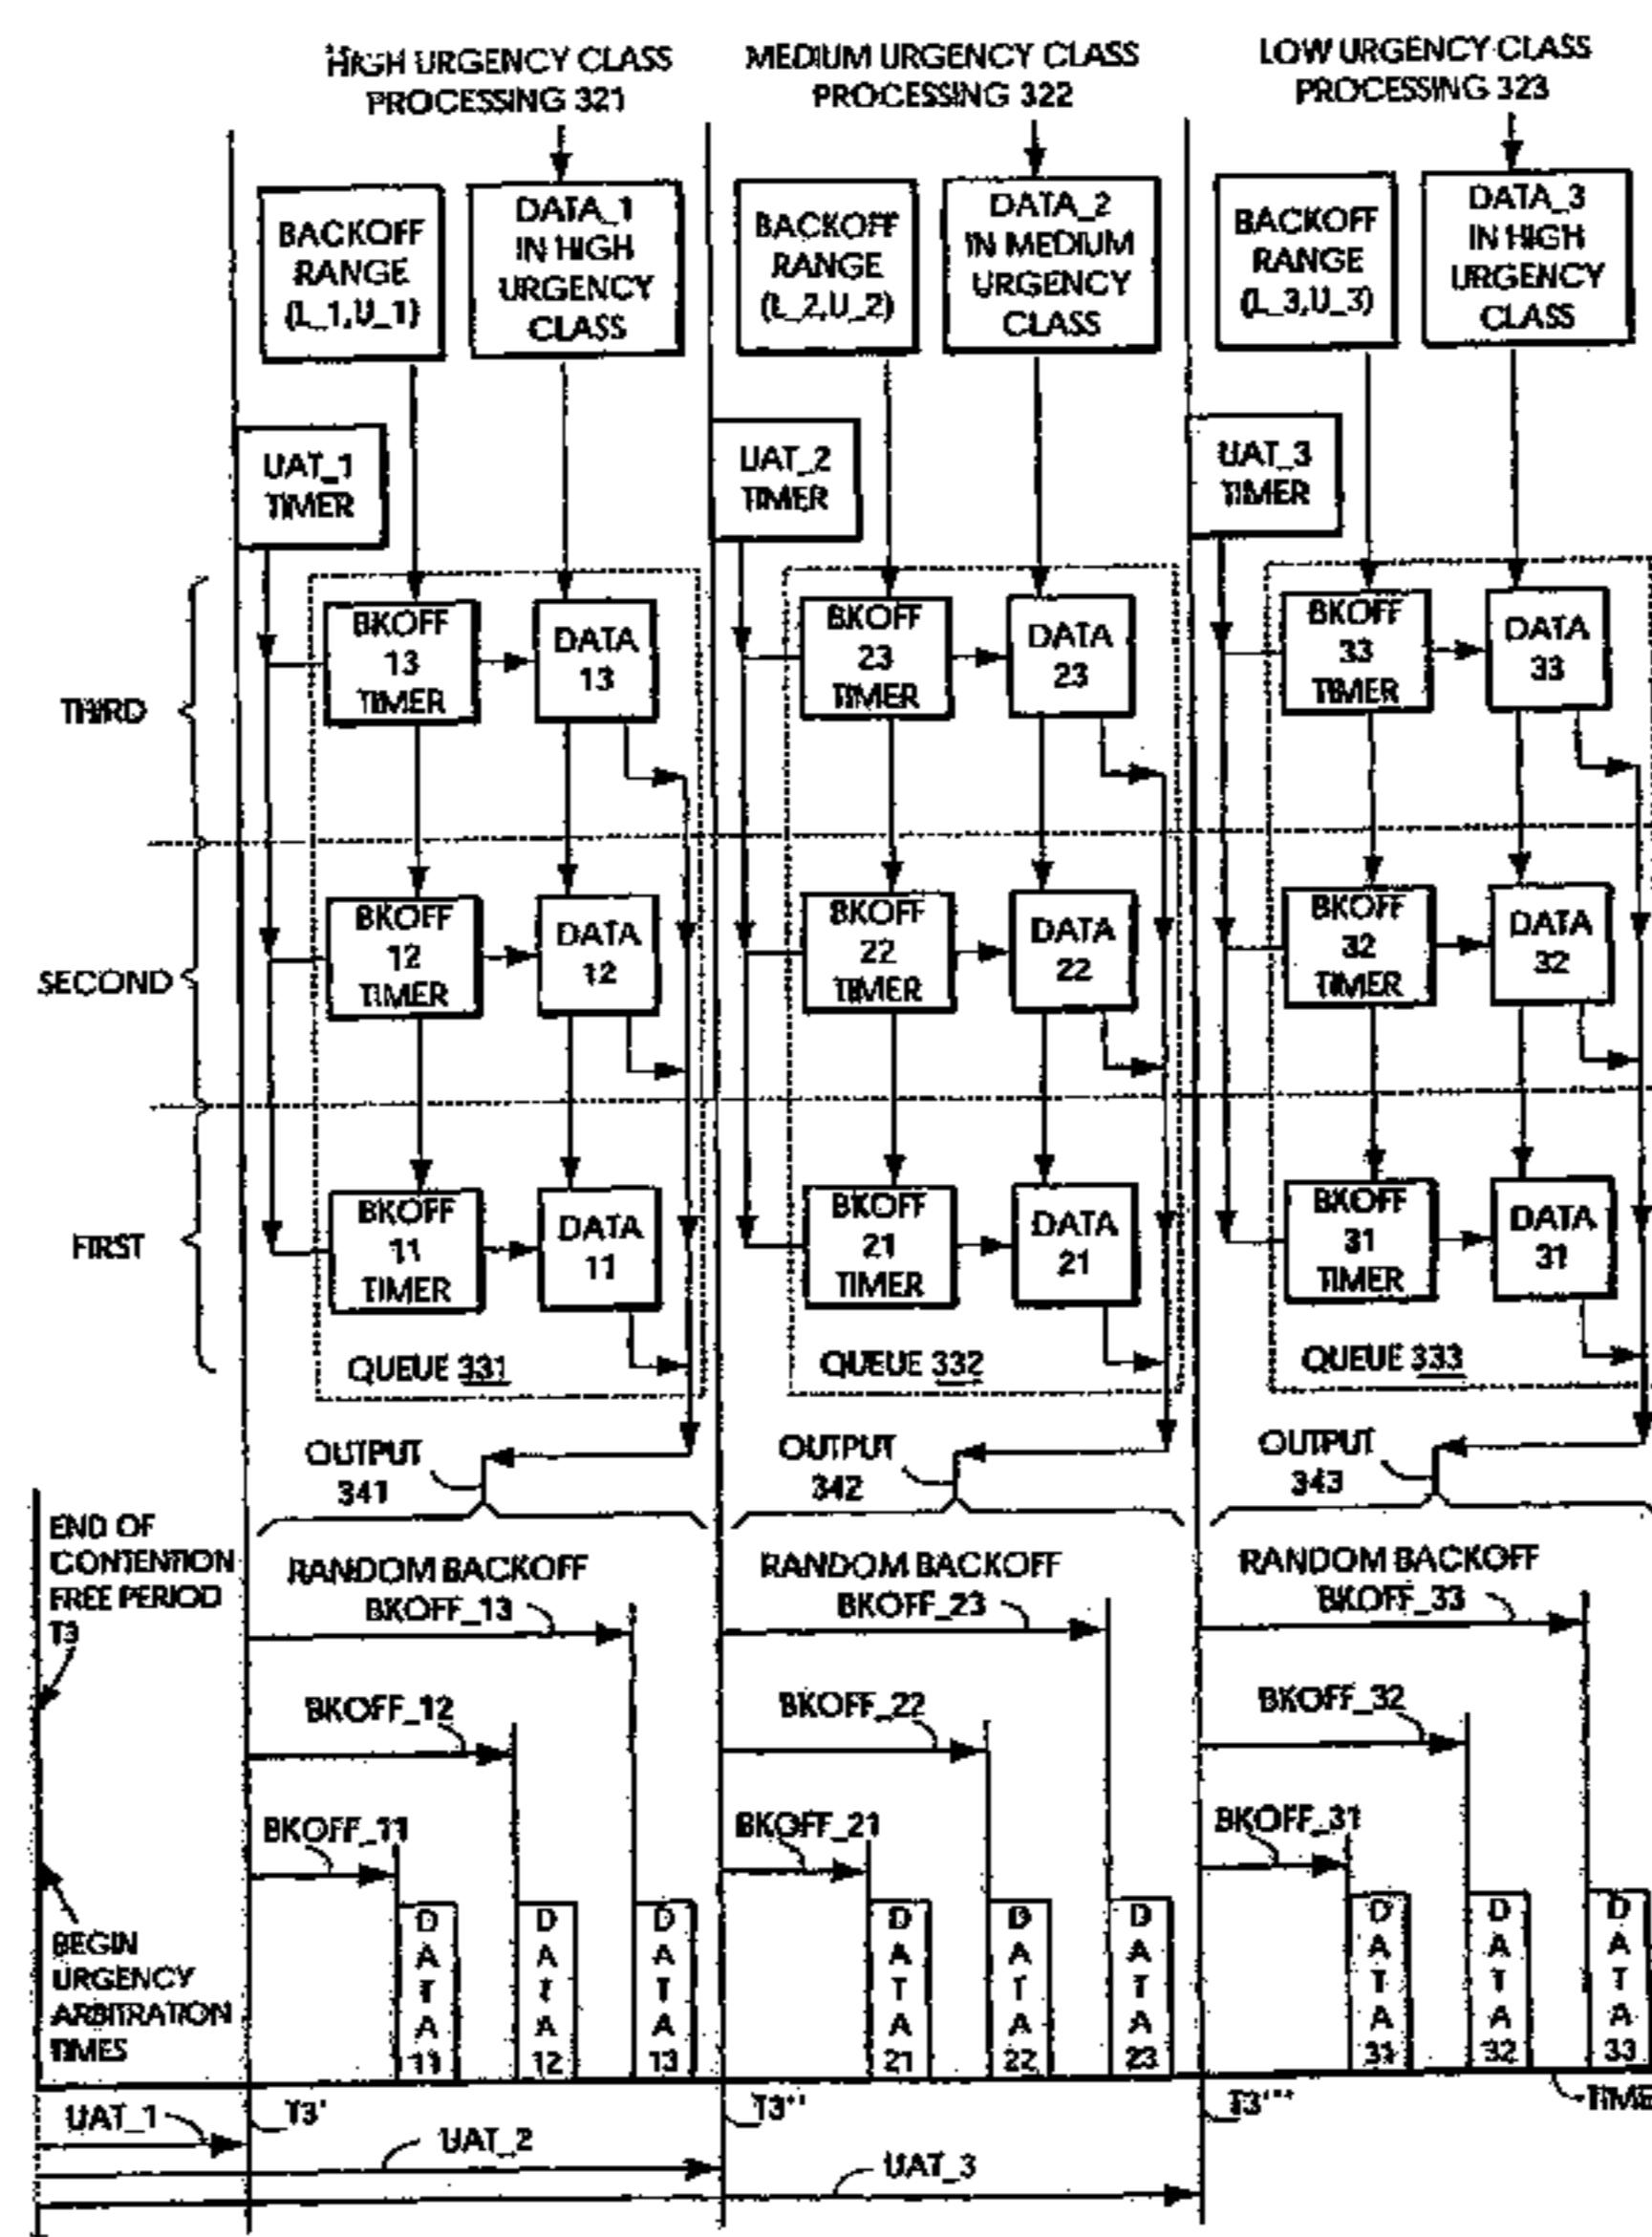 HIGH URGENCY CLASS
PROCESSING 321
MEDIUM URGENCY CLASS
PROCESSING 322
LOW URGENCY CLASS
PROCESSING 323
BACKOFF
RANGE
(L_1,U_1)
DATA_1
IN HIGH
URGENCY
CLASS
BACKOFF
RANGE
(L_2,U_2)
DATA_2
IN MEDIUM
URGENCY
CLASS
BACKOFF
RANGE
(L_3,U_3)
DATA_3
IN HIGH
URGENCY
CLASS
UAT_1
TIMER
UAT_2
TIMER
UAT_3
TIMER
THIRD
BKOFF
13
TIMER
DATA
13
BKOFF
23
TIMER
DATA
23
BKOFF
33
TIMER
DATA
33
SECOND
BKOFF
12
TIMER
DATA
12
BKOFF
22
TIMER
DATA
22
BKOFF
32
TIMER
DATA
32
FIRST
BKOFF
11
TIMER
DATA
11
BKOFF
21
TIMER
DATA
21
BKOFF
31
TIMER
DATA
31
QUEUE 331
QUEUE 332
QUEUE 333
OUTPUT
341
OUTPUT
342
OUTPUT
343
END OF
CONTENTION
FREE PERIOD
T3
RANDOM BACKOFF
BKOFF_13
RANDOM BACKOFF
BKOFF_23
RANDOM BACKOFF
BKOFF_33
BKOFF_12
BKOFF_22
BKOFF_32
BKOFF_11
BKOFF_21
BKOFF_31
BEGIN
URGENCY
ARBITRATION
TIMES
DATA
11
DATA
12
DATA
13
DATA
21
DATA
22
DATA
23
DATA
31
DATA
32
DATA
33
UAT_1
T3'
UAT_2
T3''
UAT_3
T3'''
TIME